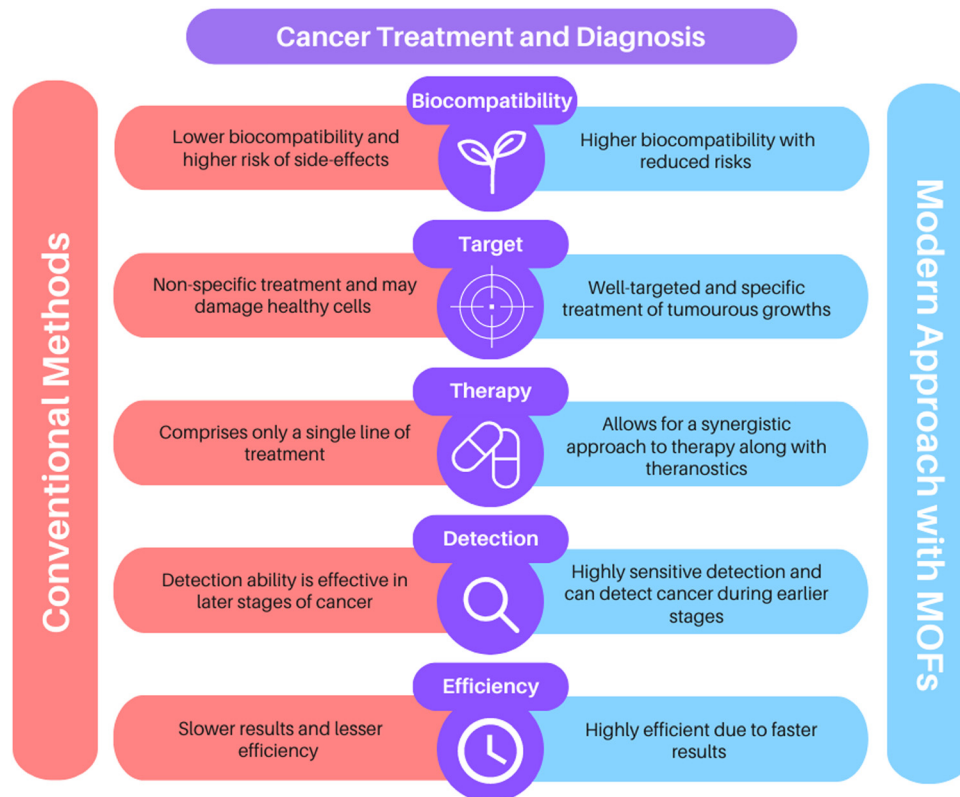 Cancer Treatment and Diagnosis
Conventional Methods
Modern Approach with MOFs
Biocompatibility
Lower biocompatibility and
higher risk of side-effects
Higher biocompatibility with
reduced risks
Target
Non-specific treatment and may
damage healthy cells
Well-targeted and specific
treatment of tumourous growths
Therapy
Comprises only a single line of
treatment
Allows for a synergistic
approach to therapy along with
theranostics
Detection
Detection ability is effective in
later stages of cancer
Highly sensitive detection and
can detect cancer during earlier
stages
Efficiency
Slower results and lesser
efficiency
Highly efficient due to faster
results